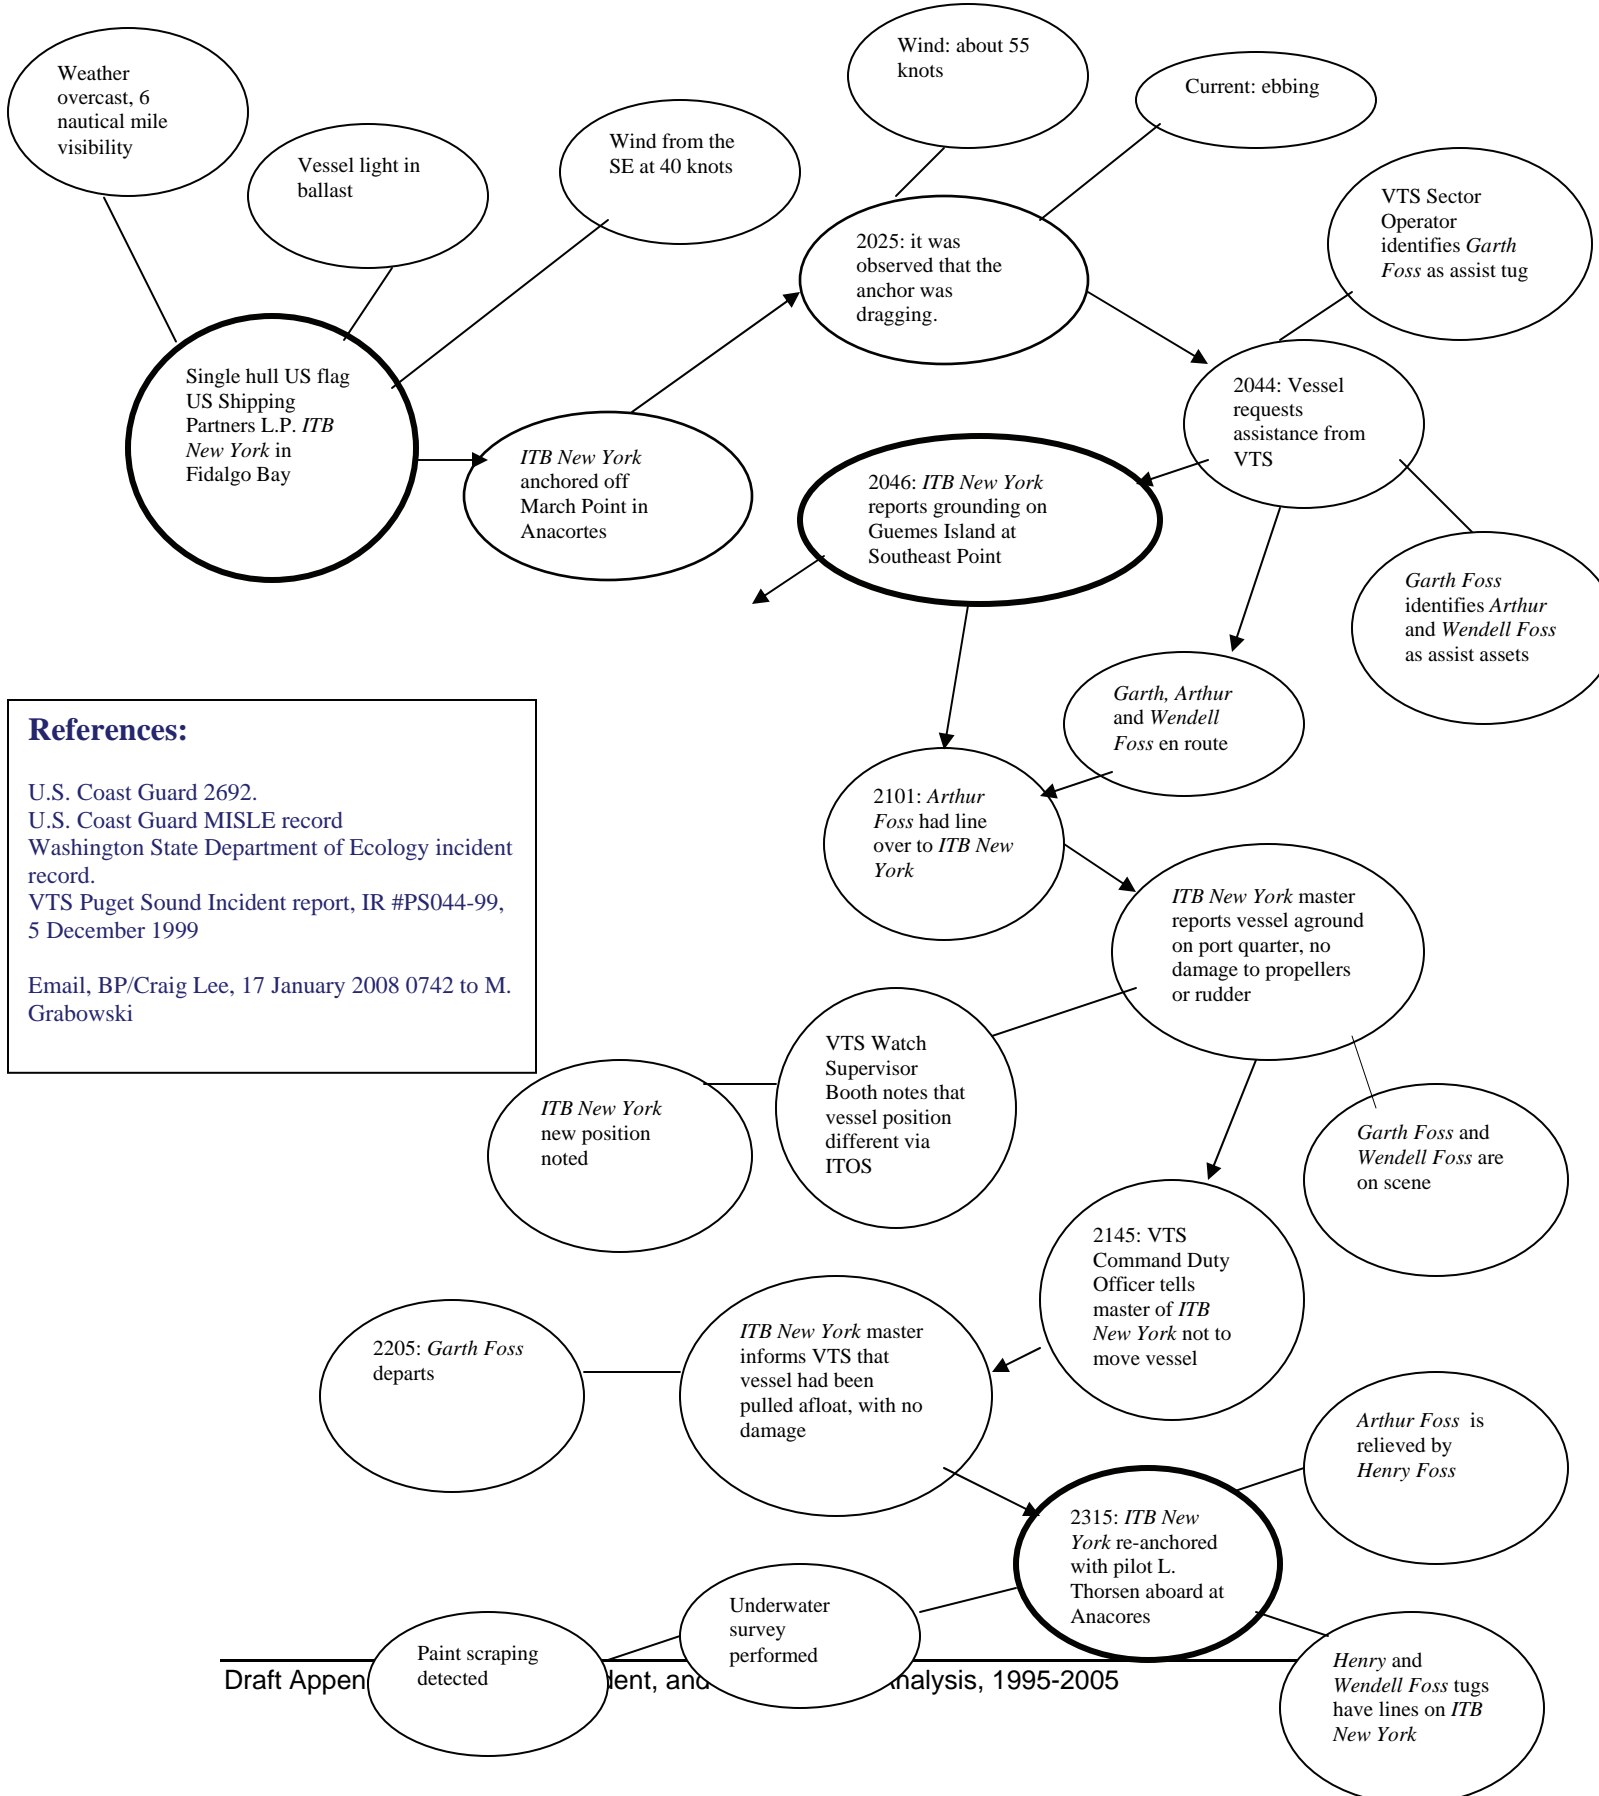 Weather
overcast, 6
nautical mile
visibility
Vessel light in
ballast
Wind from the
SE at 40 knots
Wind: about 55
knots
Current: ebbing
VTS Sector
Operator
identifies Garth
Foss as assist tug
2025: it was
observed that the
anchor was
dragging.
Single hull US flag
US Shipping
Partners L.P. ITB
New York in
Fidalgo Bay
ITB New York
anchored off
March Point in
Anacortes
2044: Vessel
requests
assistance from
VTS
2046: ITB New York
reports grounding on
Guemes Island at
Southeast Point
Garth Foss
identifies Arthur
and Wendell Foss
as assist assets
Garth, Arthur
and Wendell
Foss en route
References:
U.S. Coast Guard 2692.
U.S. Coast Guard MISLE record
Washington State Department of Ecology incident
record.
VTS Puget Sound Incident report, IR #PS044-99,
5 December 1999
Email, BP/Craig Lee, 17 January 2008 0742 to M.
Grabowski
2101: Arthur
Foss had line
over to ITB New
York
ITB New York master
reports vessel aground
on port quarter, no
damage to propellers
or rudder
VTS Watch
Supervisor
Booth notes that
vessel position
different via
ITOS
ITB New York
new position
noted
Garth Foss and
Wendell Foss are
on scene
2145: VTS
Command Duty
Officer tells
master of ITB
New York not to
move vessel
ITB New York master
informs VTS that
vessel had been
pulled afloat, with no
damage
2205: Garth Foss
departs
Arthur Foss is
relieved by
Henry Foss
2315: ITB New
York re-anchored
with pilot L.
Thorsen aboard at
Anacores
Underwater
survey
performed
Paint scraping
detected
Henry and
Wendell Foss tugs
have lines on ITB
New York
Draft Appen dent, and nalysis, 1995-2005